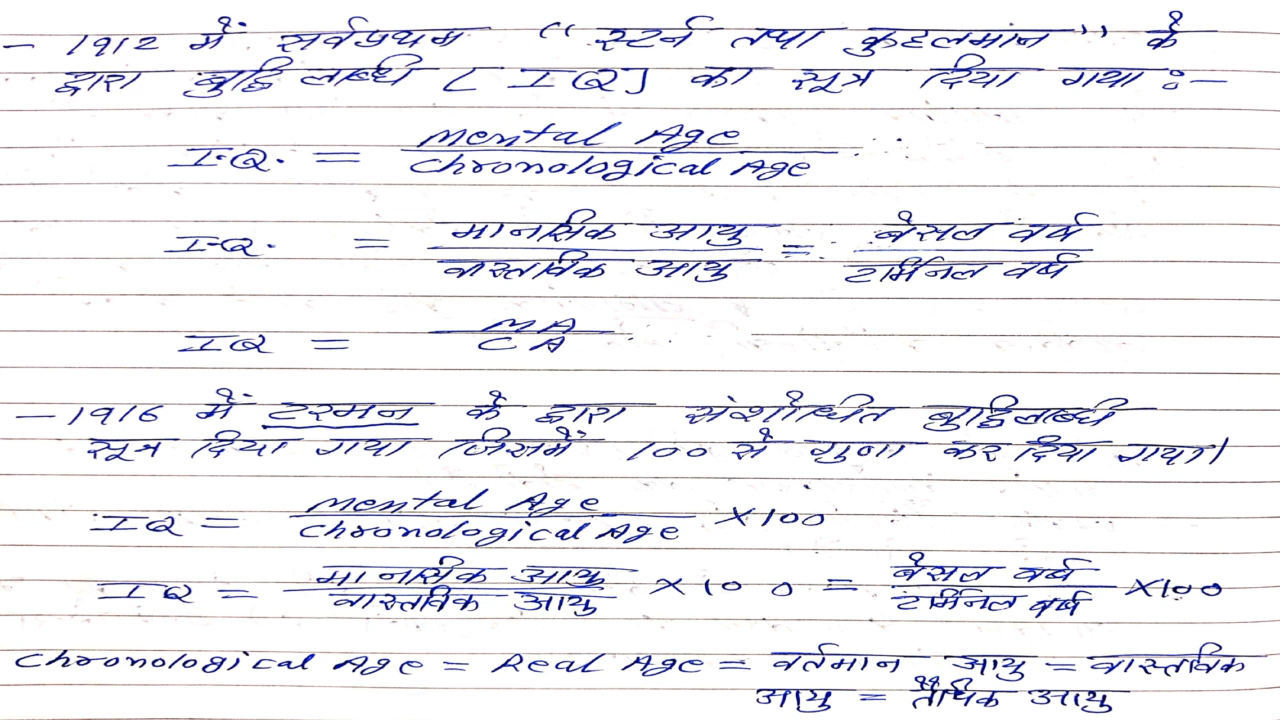 - 1912 में सर्वप्रथम "स्टर्न तथा कुहलमांन" के
द्वारा बुद्धि लब्धि [IQ] का सूत्र दिया गया :-
I.Q. = Mental Age / Chronological Age
I.Q. = मानसिक आयु / वास्तविक आयु = बेसल वर्ष / टर्मिनल वर्ष
IQ = MA / CA
- 1916 में टरमन के द्वारा संशोधित बुद्धिलब्धि
सूत्र दिया गया जिसमें 100 से गुणा कर दिया गया।
IQ = Mental Age / Chronological Age X100
IQ = मानसिक आयु / वास्तविक आयु X100 = बेसल वर्ष / टर्मिनल वर्ष X100
Chronological Age = Real Age = वर्तमान आयु = वास्तविक
आयु = तैथिक आयु